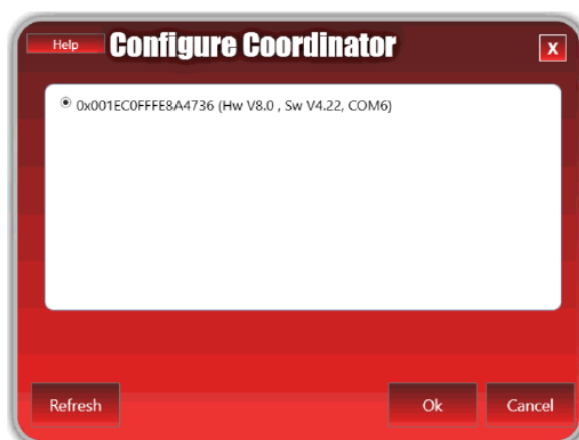 Help
Configure Coordinator
X
0x001EC0FFFE8A4736 (Hw V8.0 , Sw V4.22, COM6)
Refresh
Ok
Cancel